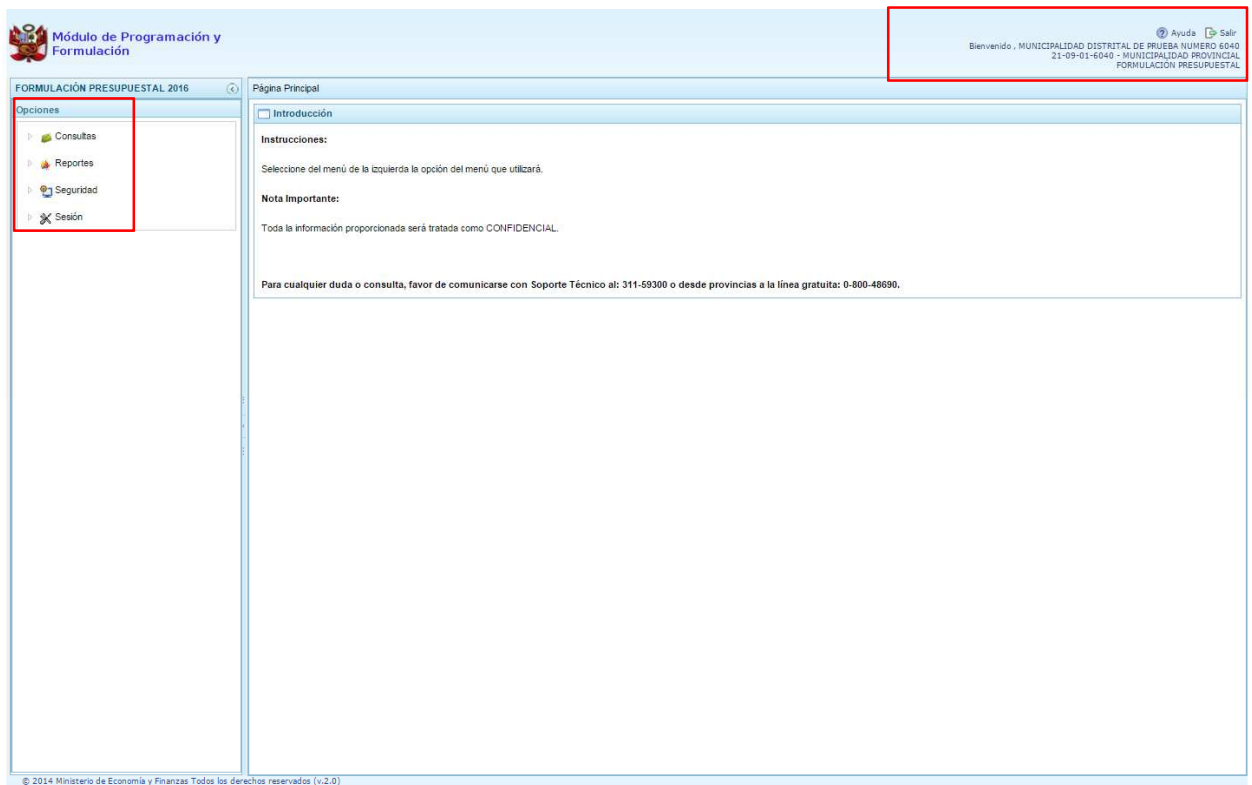 Módulo de Programación y
Formulación
Ayuda Salir
Bienvenido , MUNICIPALIDAD DISTRITAL DE PRUEBA NUMERO 6040
21-09-01-6040 - MUNICIPALIDAD PROVINCIAL
FORMULACIÓN PRESUPUESTAL
FORMULACIÓN PRESUPUESTAL 2016
Opciones
Consultas
Reportes
Seguridad
Sesión
Página Principal
Introducción
Instrucciones:
Seleccione del menú de la izquierda la opción del menú que utilizará.
Nota Importante:
Toda la información proporcionada será tratada como CONFIDENCIAL.
Para cualquier duda o consulta, favor de comunicarse con Soporte Técnico al: 311-59300 o desde provincias a la línea gratuita: 0-800-48690.
© 2014 Ministerio de Economía y Finanzas Todos los derechos reservados (v.2.0)